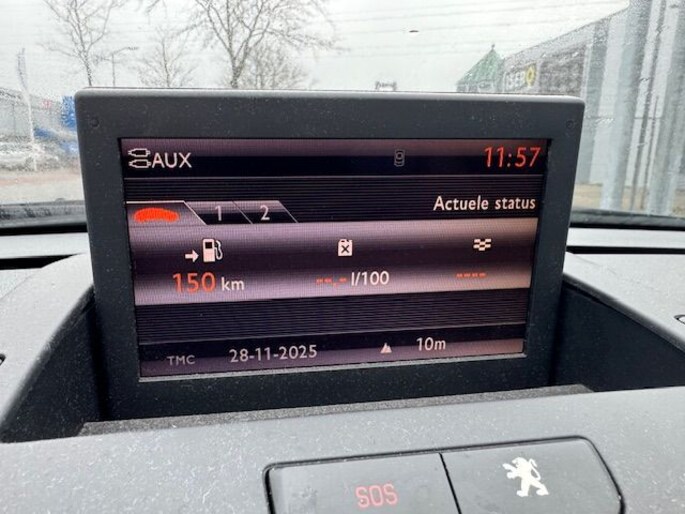 AUX 11:57
1 2 Actuele status
150 km --.- l/100 ----
TMC 28-11-2025 10m
SOS